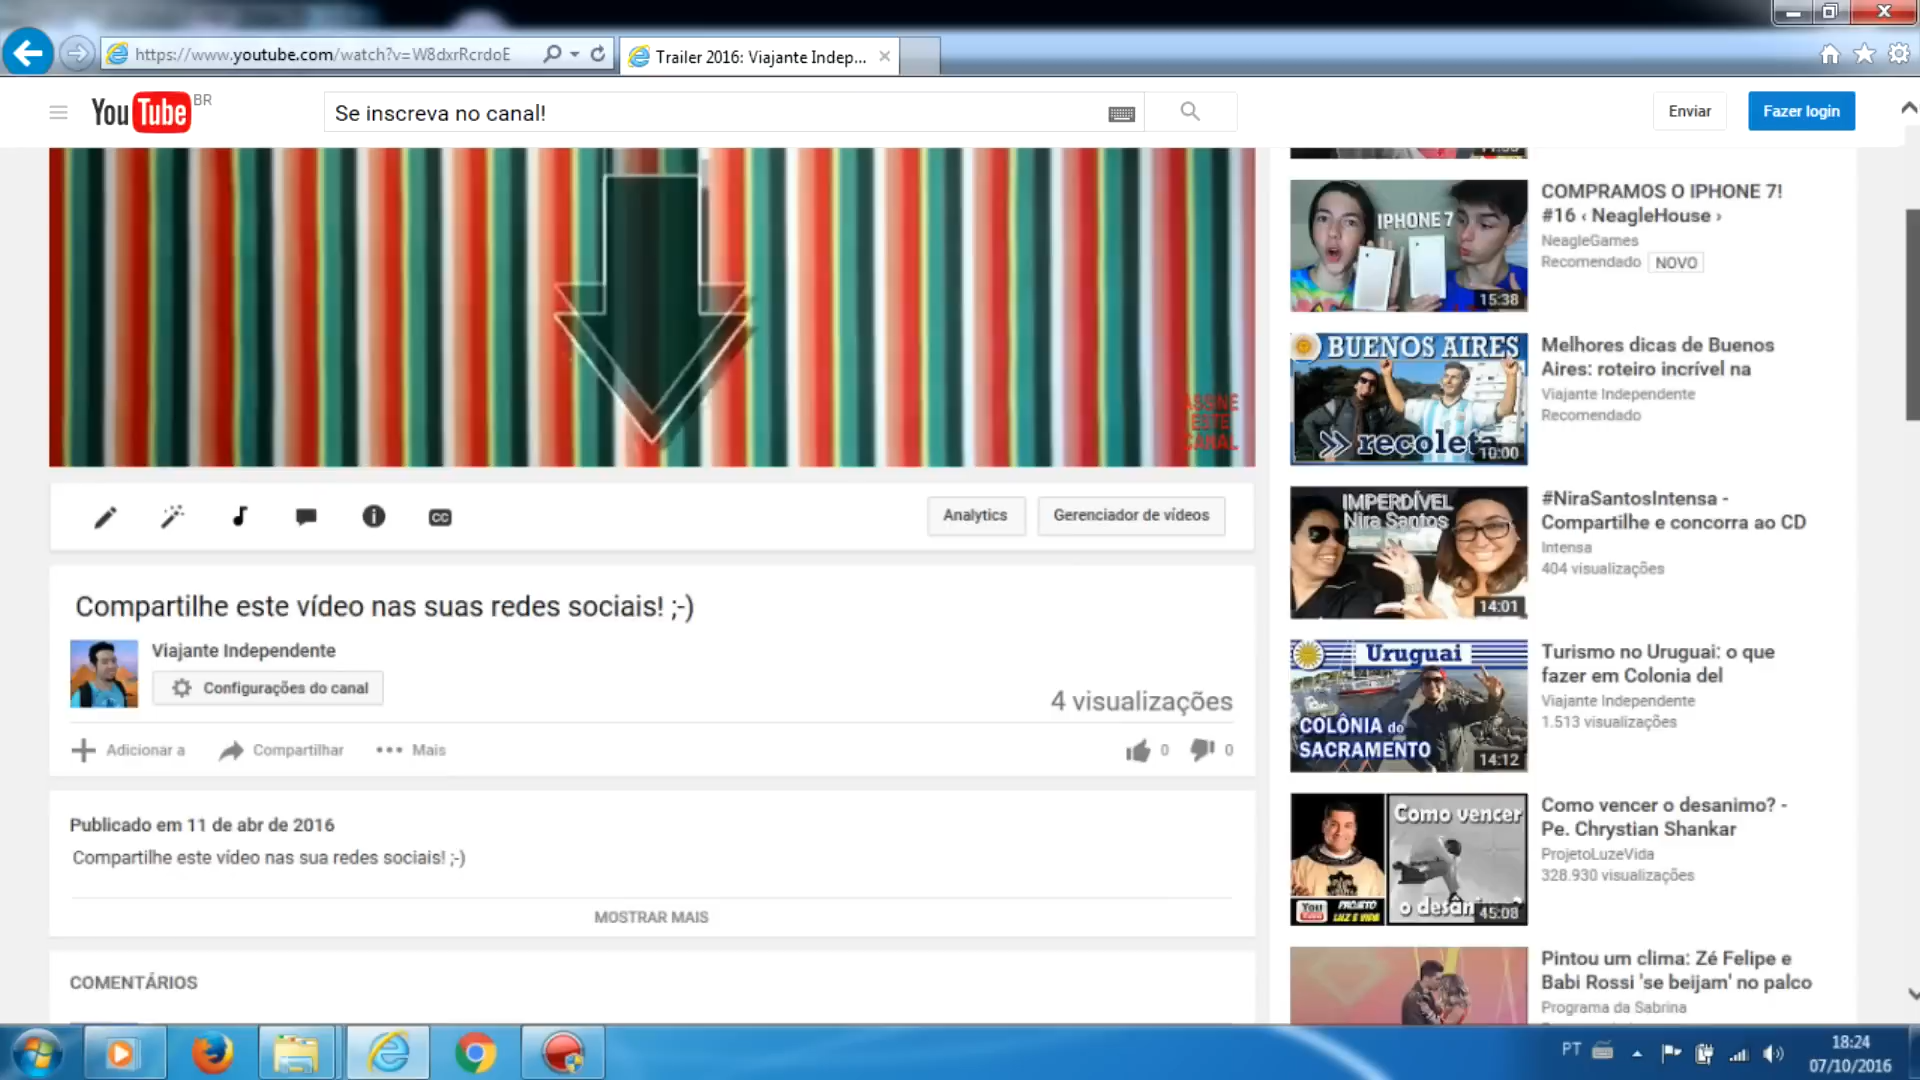 https://www.youtube.com/watch?v=W8dxrRcrdoE
Trailer 2016: Viajante Indep...
YouTube BR
Se inscreva no canal!
Enviar
Fazer login
ASSNE
ESTE
CANAL
Analytics
Gerenciador de vídeos
Compartilhe este vídeo nas suas redes sociais! ;-)
Viajante Independente
Configurações do canal
4 visualizações
Adicionar a
Compartilhar
Mais
0
0
Publicado em 11 de abr de 2016
Compartilhe este vídeo nas sua redes sociais! ;-)
MOSTRAR MAIS
COMENTÁRIOS
IPHONE 7
15:38
COMPRAMOS O IPHONE 7!
#16 ‹ NeagleHouse ›
NeagleGames
Recomendado NOVO
BUENOS AIRES
recoleta
10:00
Melhores dicas de Buenos
Aires: roteiro incrível na
Viajante Independente
Recomendado
IMPERDÍVEL
Nira Santos
14:01
#NiraSantosIntensa -
Compartilhe e concorra ao CD
Intensa
404 visualizações
Uruguai
COLÔNIA do
SACRAMENTO
14:12
Turismo no Uruguai: o que
fazer em Colonia del
Viajante Independente
1.513 visualizações
Como vencer
o desânimo?
You Tube
PROJETO
LUZ E VIDA
45:08
Como vencer o desanimo? -
Pe. Chrystian Shankar
ProjetoLuzeVida
328.930 visualizações
Pintou um clima: Zé Felipe e
Babi Rossi 'se beijam' no palco
Programa da Sabrina
PT
18:24
07/10/2016